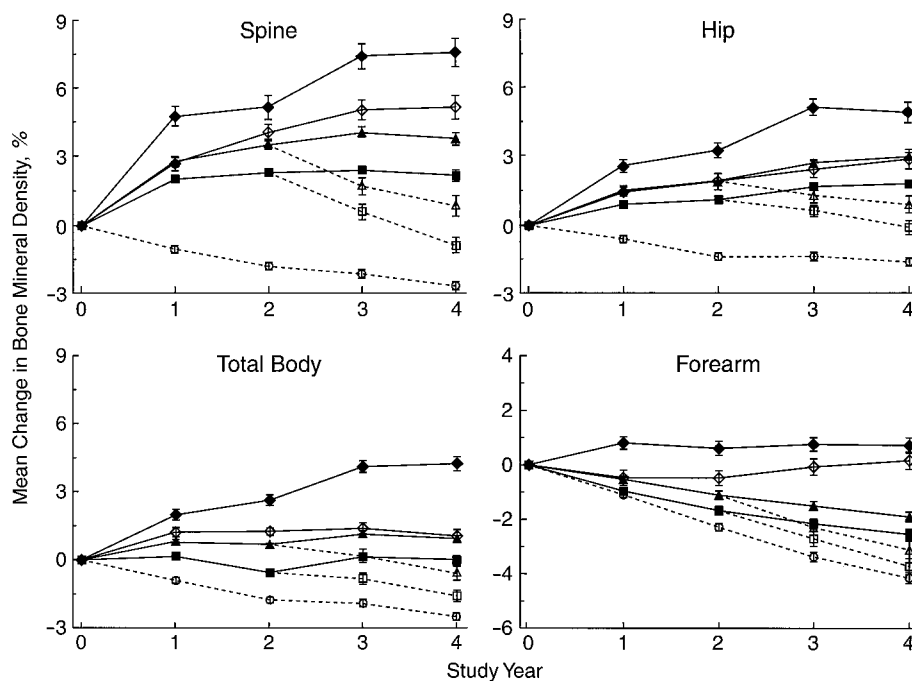 Mean Change in Bone Mineral Density, %
Spine
9
6
3
0
−3
0 1 2 3 4
Hip
9
6
3
0
−3
0 1 2 3 4
Total Body
9
6
3
0
−3
0 1 2 3 4
Forearm
4
2
0
−2
−4
−6
0 1 2 3 4
Study Year